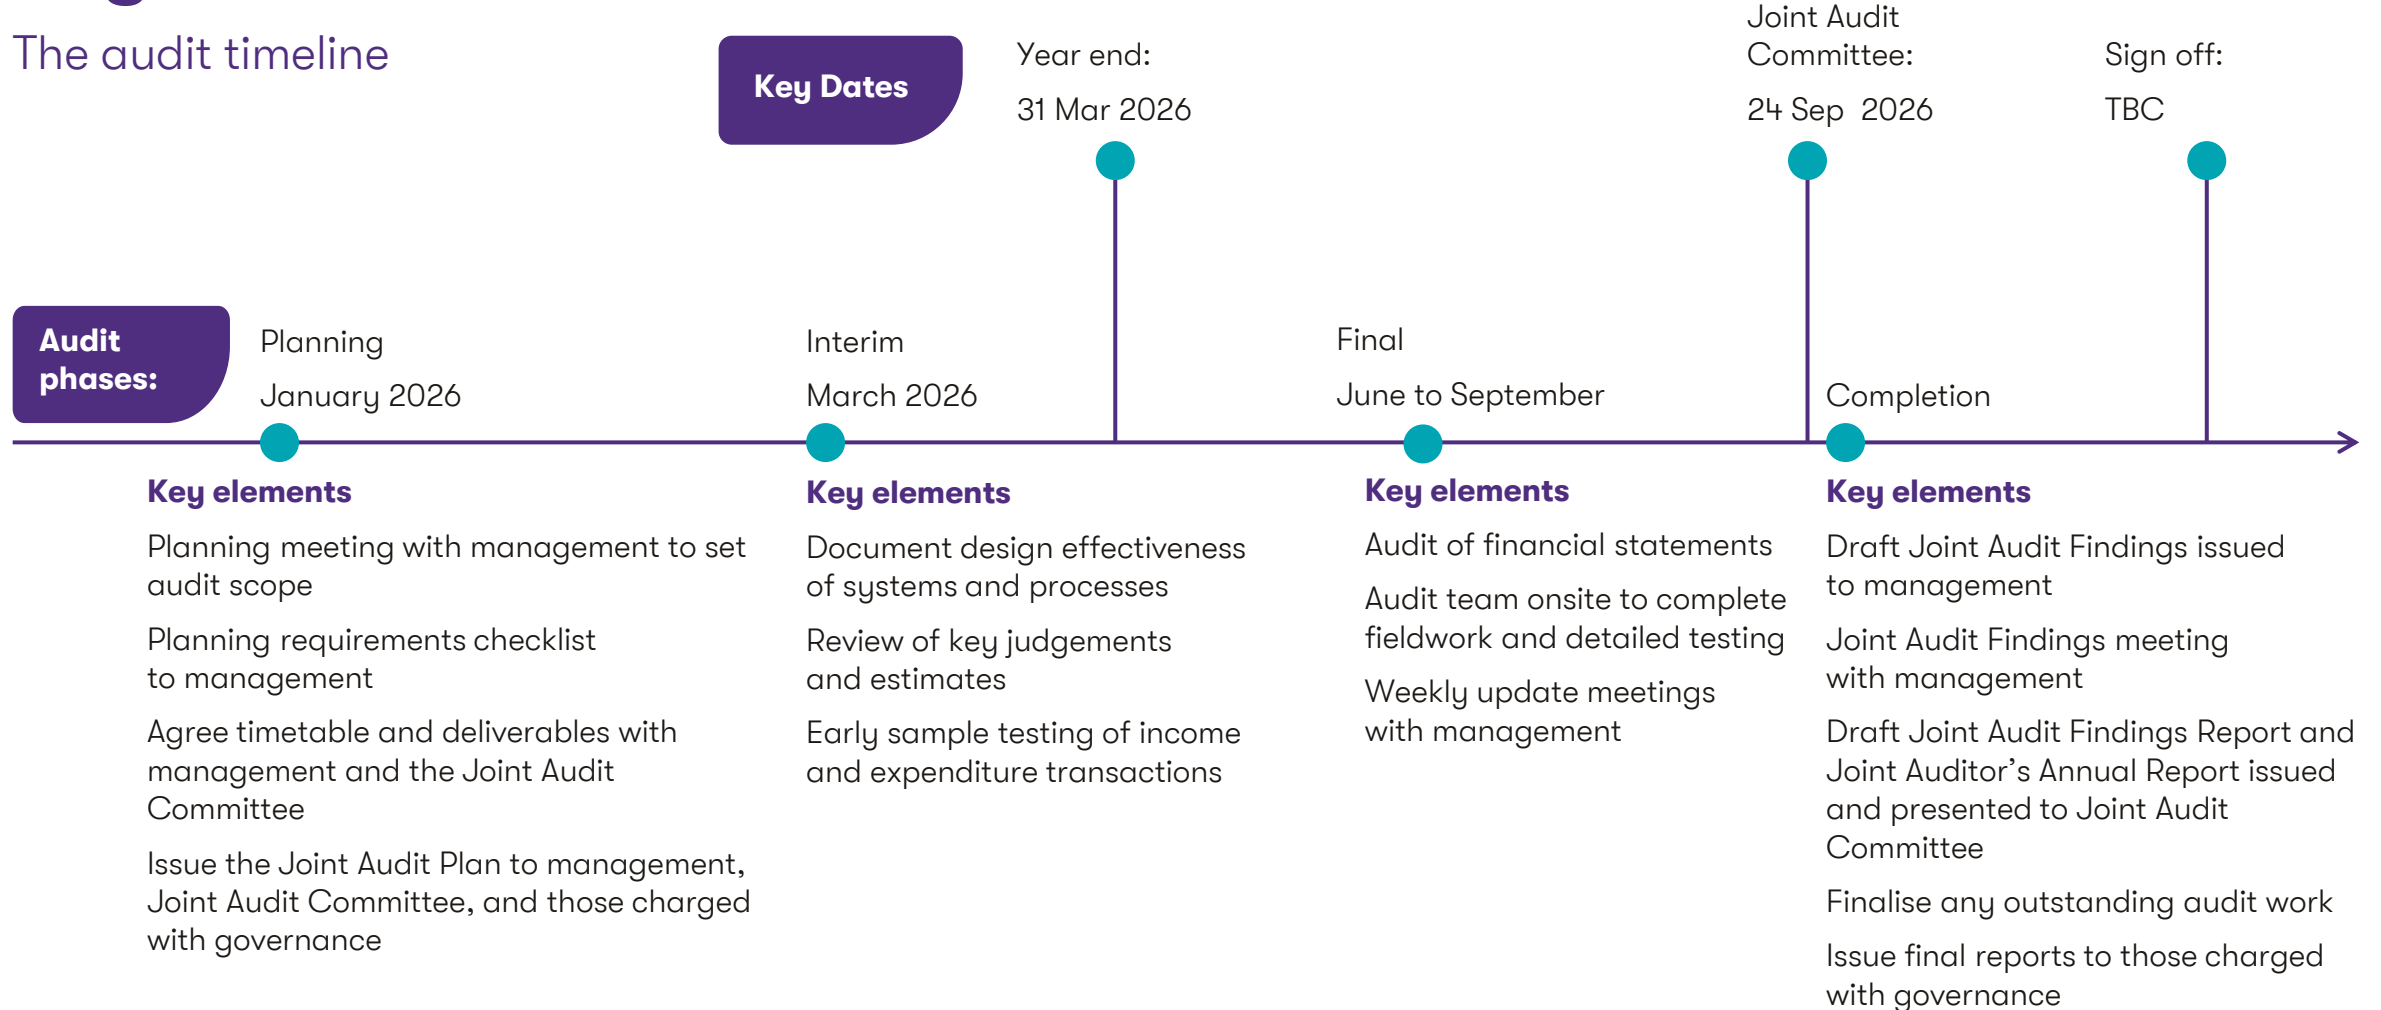 The audit timeline
Key Dates
Year end:
31 Mar 2026
Joint Audit
Committee:
24 Sep 2026
Sign off:
TBC
Audit
phases:
Planning
January 2026
Interim
March 2026
Final
June to September
Completion
Key elements
Planning meeting with management to set
audit scope
Planning requirements checklist
to management
Agree timetable and deliverables with
management and the Joint Audit
Committee
Issue the Joint Audit Plan to management,
Joint Audit Committee, and those charged
with governance
Key elements
Document design effectiveness
of systems and processes
Review of key judgements
and estimates
Early sample testing of income
and expenditure transactions
Key elements
Audit of financial statements
Audit team onsite to complete
fieldwork and detailed testing
Weekly update meetings
with management
Key elements
Draft Joint Audit Findings issued
to management
Joint Audit Findings meeting
with management
Draft Joint Audit Findings Report and
Joint Auditor’s Annual Report issued
and presented to Joint Audit
Committee
Finalise any outstanding audit work
Issue final reports to those charged
with governance